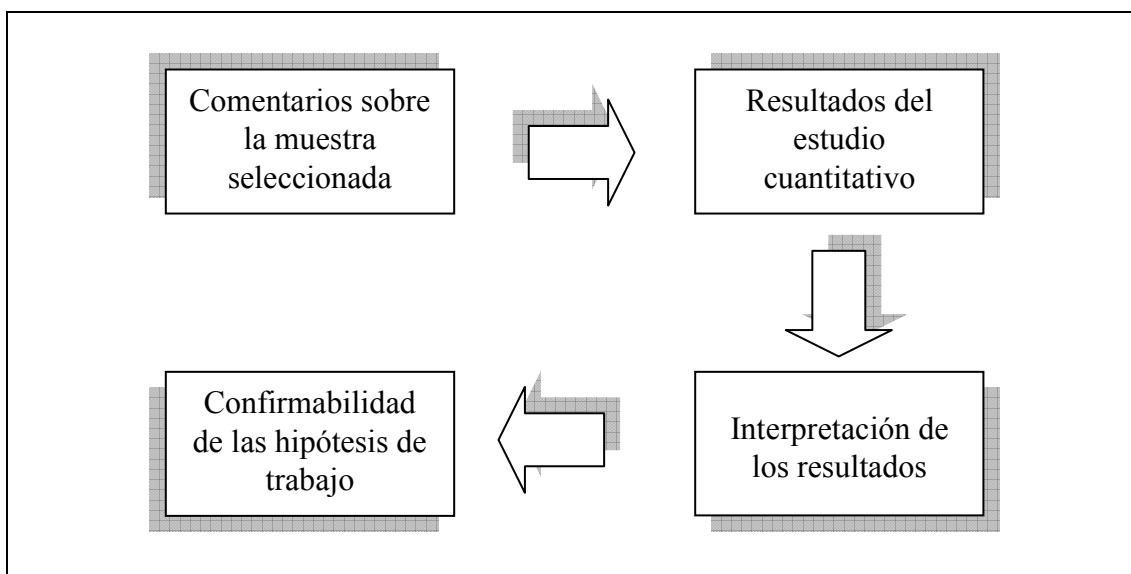 Comentarios sobre
la muestra
seleccionada
Resultados del
estudio
cuantitativo
Interpretación de
los resultados
Confirmabilidad
de las hipótesis de
trabajo